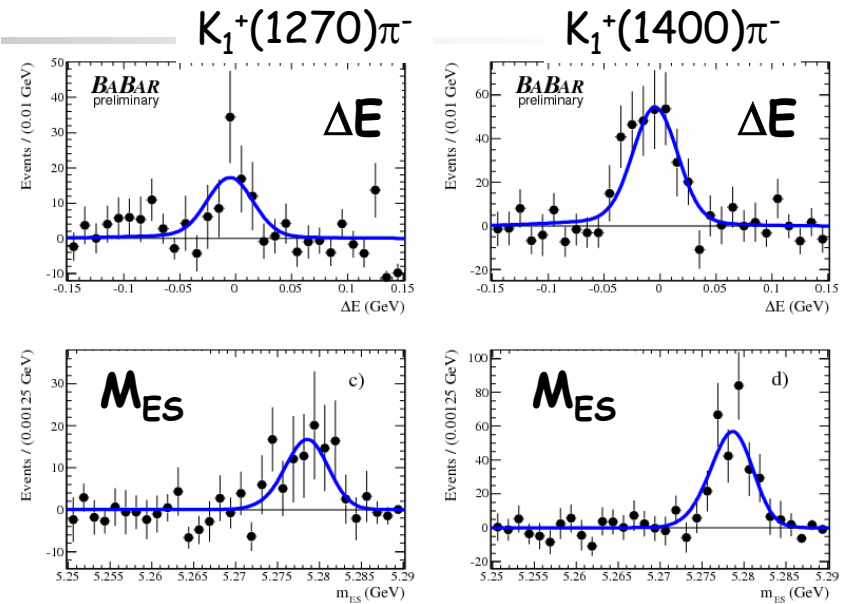 K₁⁺(1270)π⁻ K₁⁺(1400)π⁻
BABAR
preliminary
ΔE
Events / (0.01 GeV)
50
40
30
20
10
0
-10
-0.15 -0.1 -0.05 0 0.05 0.1 0.15
ΔE (GeV)
BABAR
preliminary
ΔE
Events / (0.01 GeV)
60
40
20
0
-20
-0.15 -0.1 -0.05 0 0.05 0.1 0.15
ΔE (GeV)
M_ES
c)
Events / (0.00125 GeV)
30
20
10
0
-10
5.25 5.255 5.26 5.265 5.27 5.275 5.28 5.285 5.29
m_ES (GeV)
M_ES
d)
Events / (0.00125 GeV)
100
80
60
40
20
0
-20
5.25 5.255 5.26 5.265 5.27 5.275 5.28 5.285 5.29
m_ES (GeV)